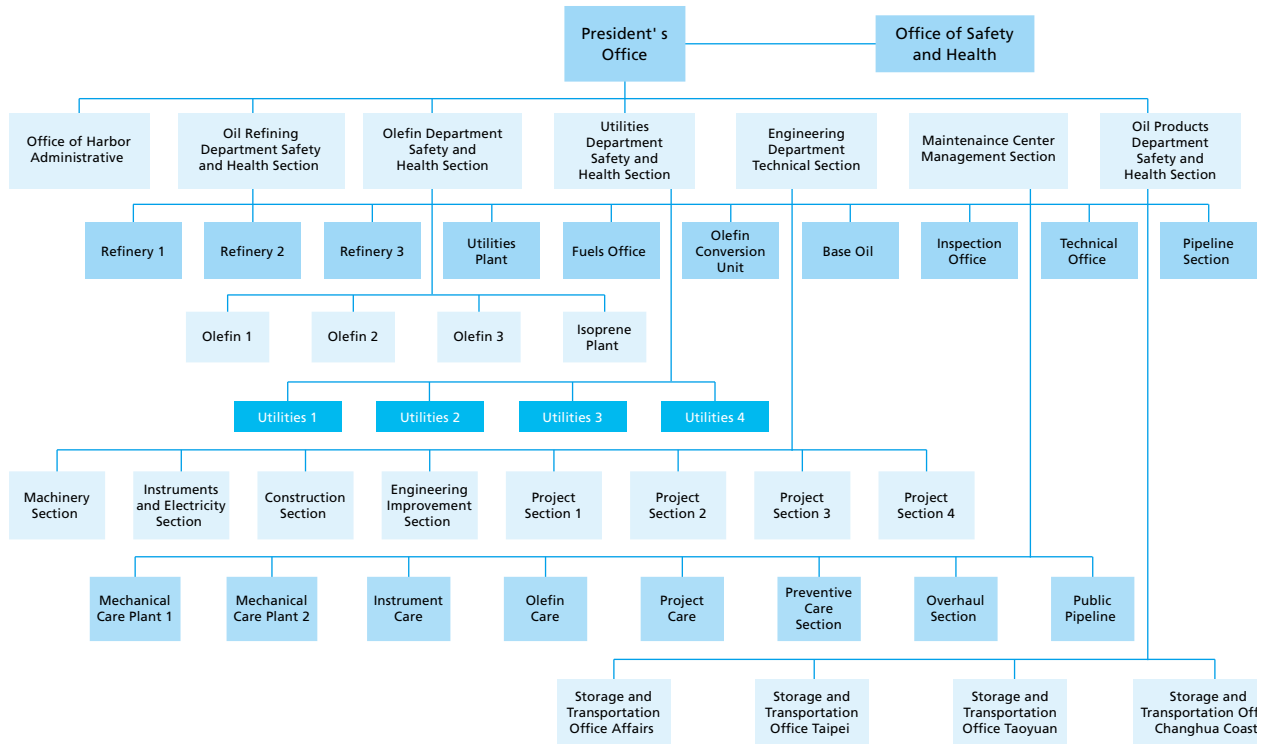 President' s
Office
Office of Safety
and Health
Office of Harbor
Administrative
Oil Refining
Department Safety
and Health Section
Olefin Department
Safety and
Health Section
Utilities
Department
Safety and
Health Section
Engineering
Department
Technical Section
Maintenaince Center
Management Section
Oil Products
Department
Safety and
Health Section
Refinery 1
Refinery 2
Refinery 3
Utilities
Plant
Fuels Office
Olefin
Conversion
Unit
Base Oil
Inspection
Office
Technical
Office
Pipeline
Section
Olefin 1
Olefin 2
Olefin 3
Isoprene
Plant
Utilities 1
Utilities 2
Utilities 3
Utilities 4
Machinery
Section
Instruments
and Electricity
Section
Construction
Section
Engineering
Improvement
Section
Project
Section 1
Project
Section 2
Project
Section 3
Project
Section 4
Mechanical
Care Plant 1
Mechanical
Care Plant 2
Instrument
Care
Olefin
Care
Project
Care
Preventive
Care
Section
Overhaul
Section
Public
Pipeline
Storage and
Transportation
Office Affairs
Storage and
Transportation
Office Taipei
Storage and
Transportation
Office Taoyuan
Storage and
Transportation
Changhua Coast